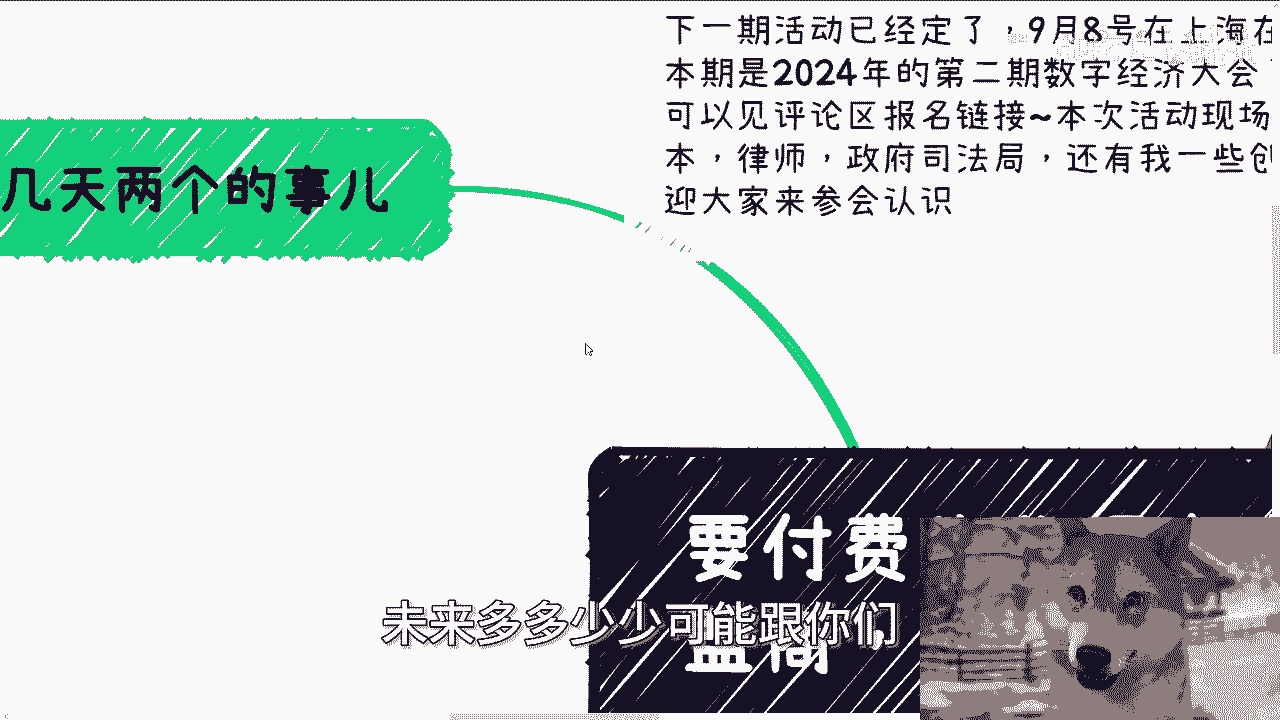 下一期活动已经定了，9月8号在上海在
本期是2024年的第二期数字经济大会
可以见评论区报名链接~本次活动现场
本，律师，政府司法局，还有我一些创
迎大家来参会认识
几天两个的事儿
要付费
未来多多少少可能跟你们